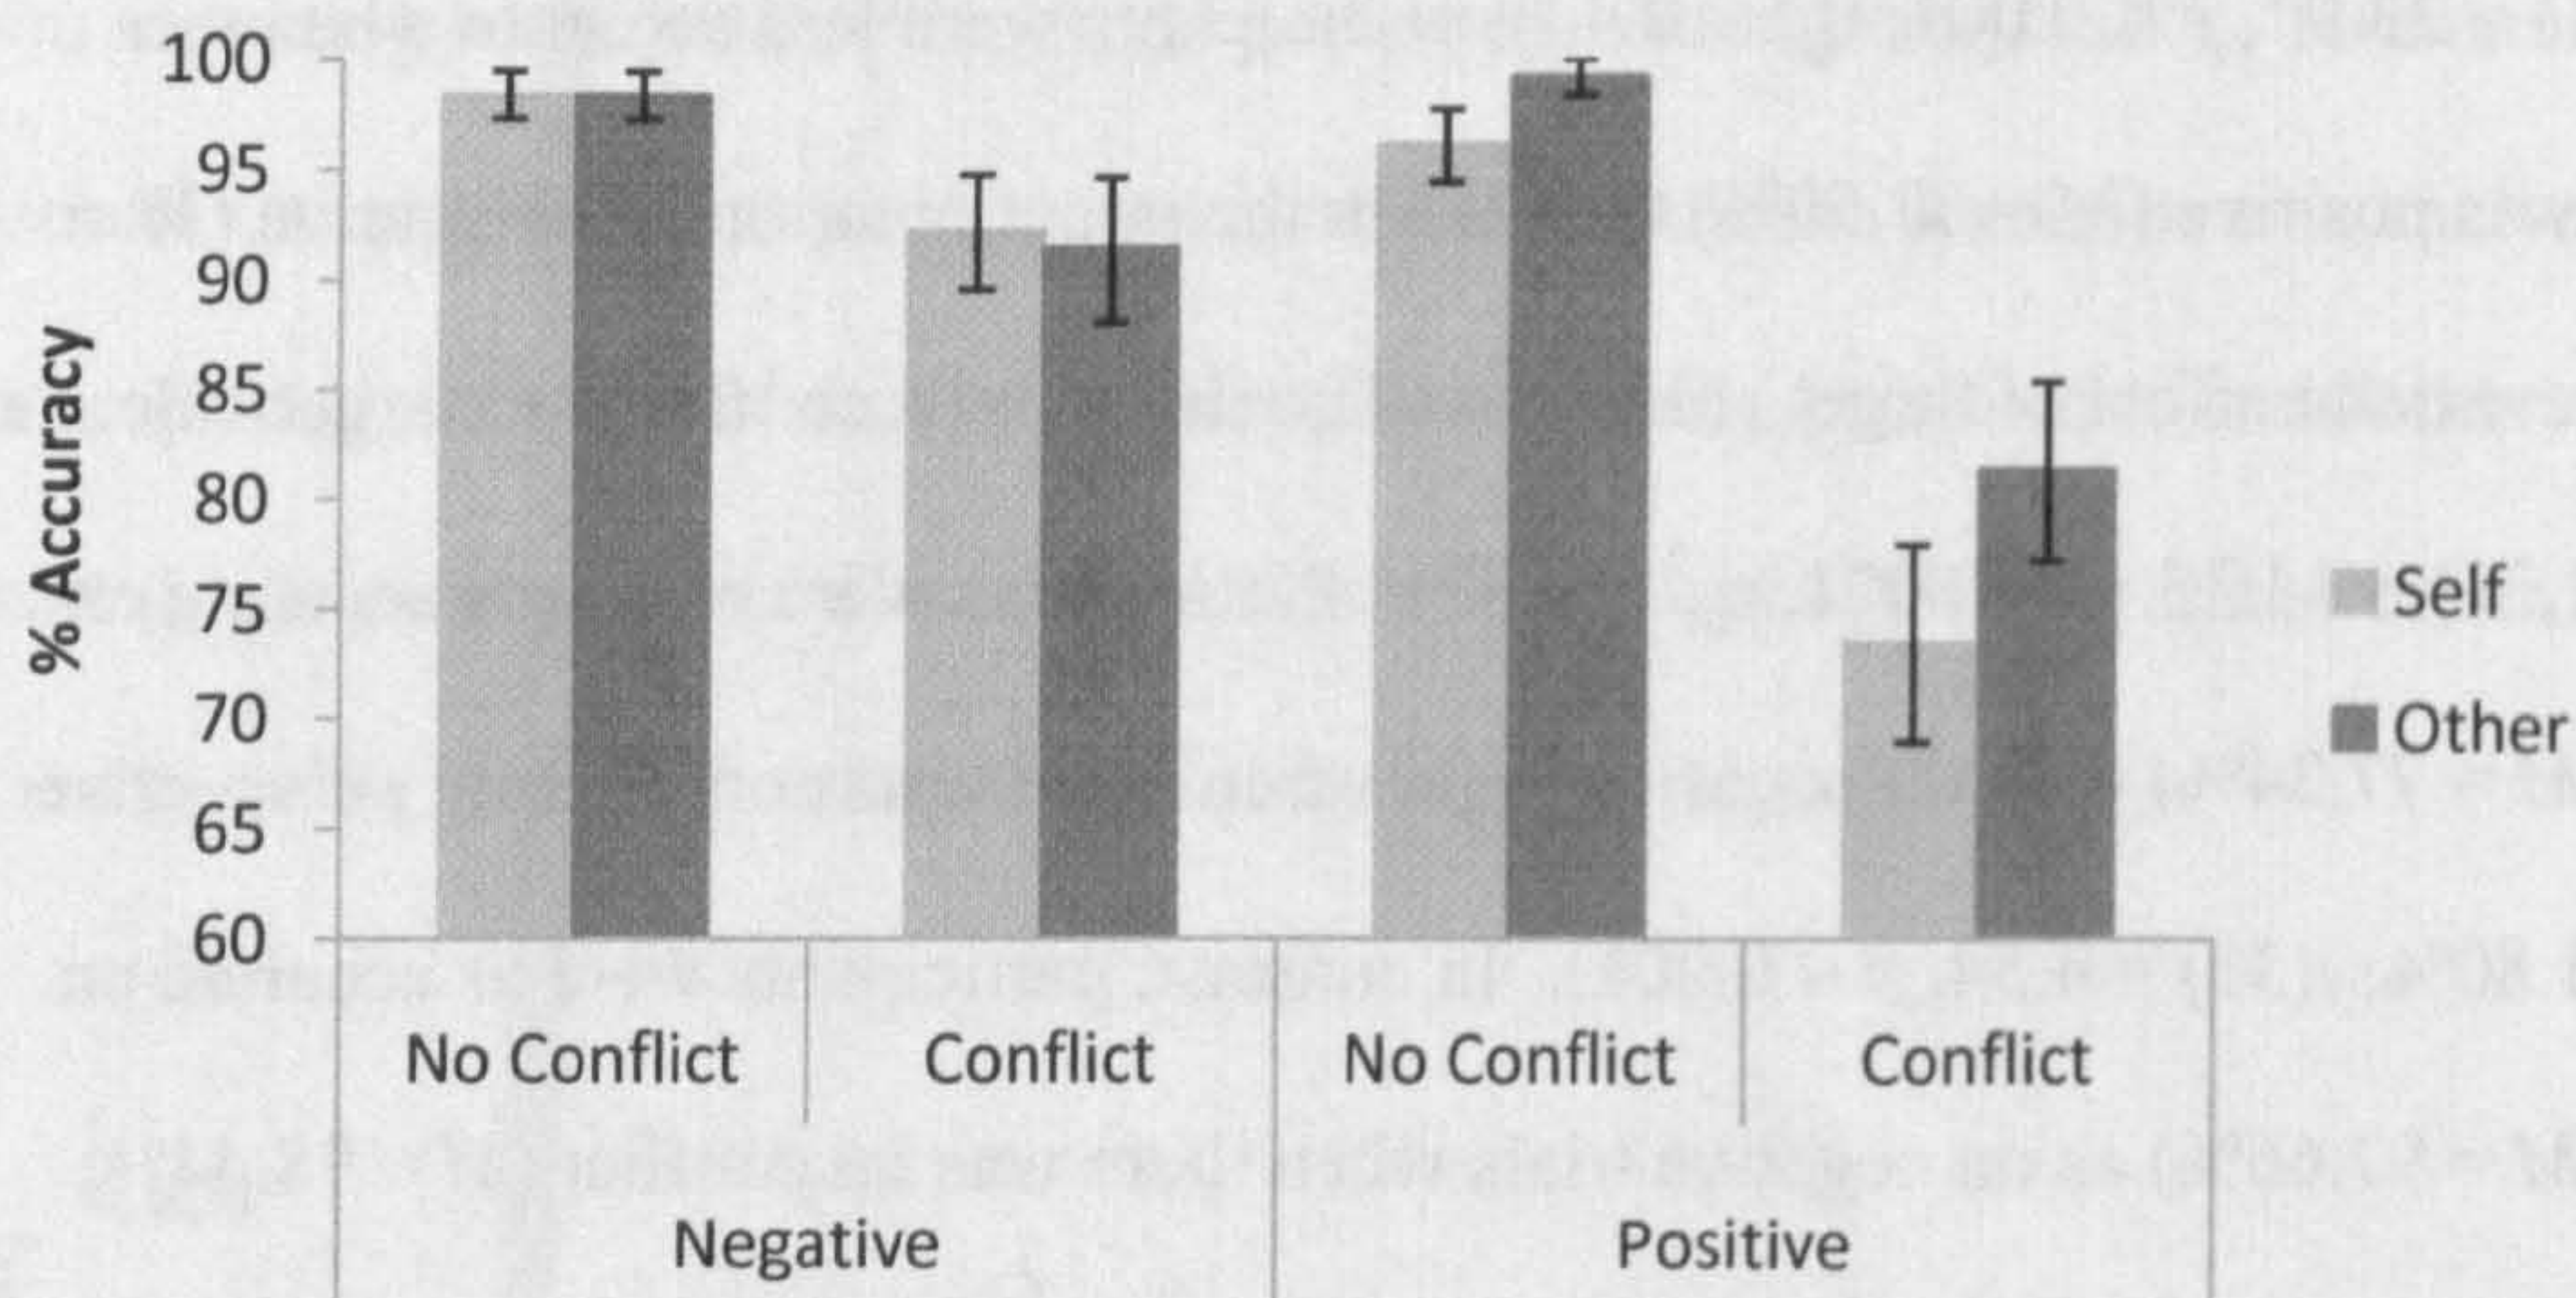 100
95
90
85
80
75
70
65
60
% Accuracy
No Conflict
Conflict
No Conflict
Conflict
Negative
Positive
Self
Other